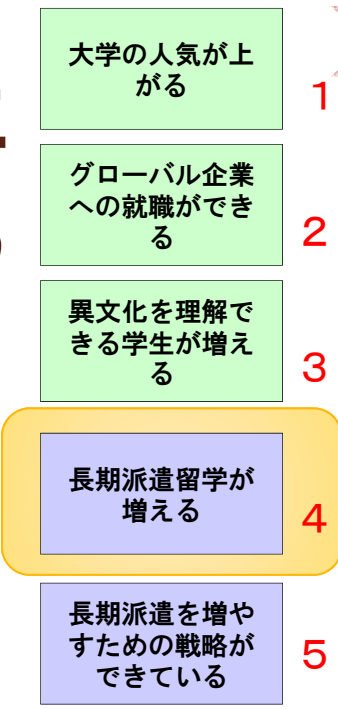 大学の人気が上
がる
1
グローバル企業
への就職ができ
る
2
異文化を理解で
きる学生が増え
る
3
長期派遣留学が
増える
4
長期派遣を増や
すための戦略が
できている
5